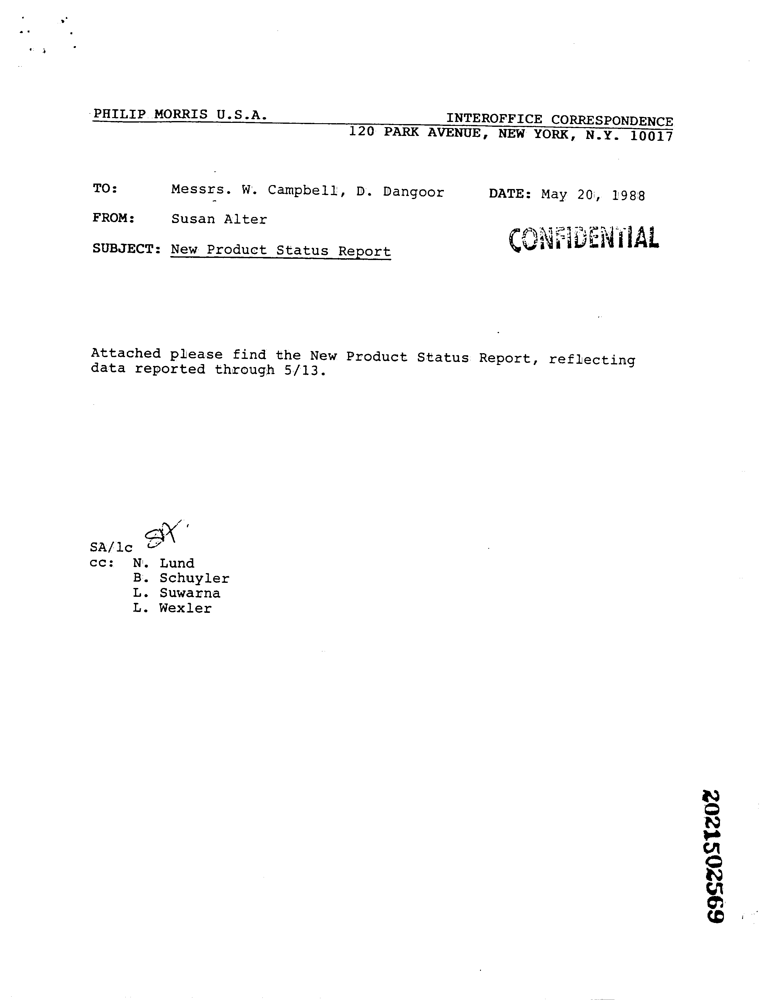 PHILIP MORRIS U.S.A. INTEROFFICE CORRESPONDENCE
120 PARK AVENUE, NEW YORK, N.Y. 10017
TO: Messrs. W. Campbell, D. Dangoor DATE: May 20, 1988
FROM: Susan Alter
CONFIDENTIAL
SUBJECT: New Product Status Report
Attached please find the New Product Status Report, reflecting
data reported through 5/13.
SA/lc
cc: N. Lund
B. Schuyler
L. Suwarna
L. Wexler
2021502569